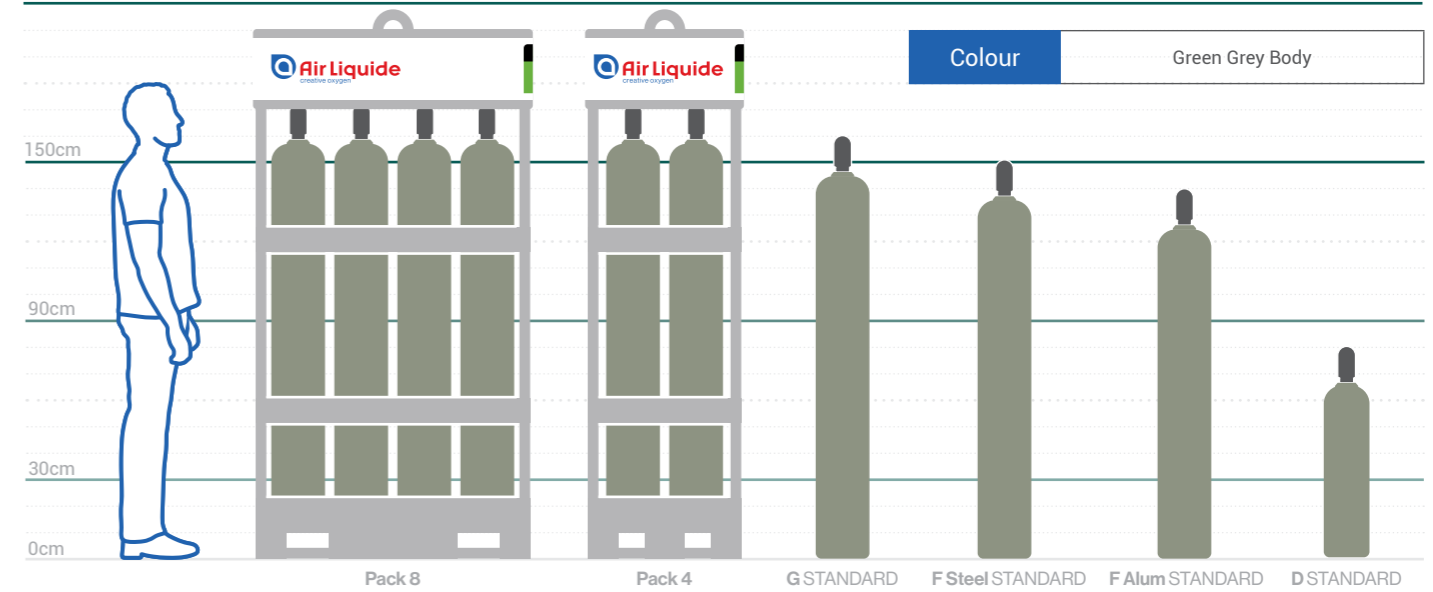 Air Liquide
creative oxygen
Air Liquide
creative oxygen
Colour
Green Grey Body
150cm
90cm
30cm
0cm
Pack 8
Pack 4
G STANDARD
F Steel STANDARD
F Alum STANDARD
D STANDARD